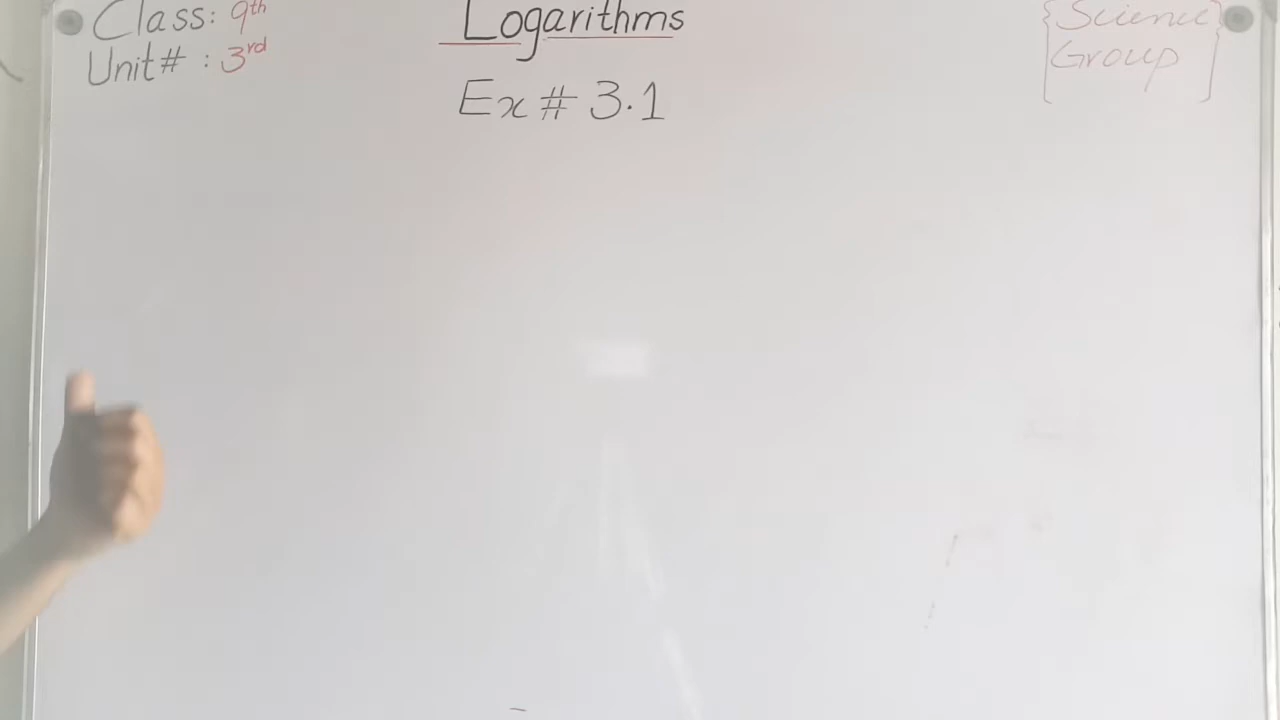 Class: 9th
Unit# : 3rd
Logarithms
Ex # 3.1
{Science}
[Group]